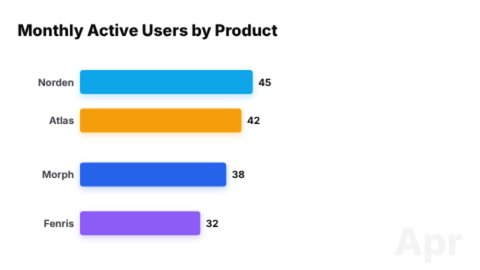 Monthly Active Users by Product
Norden 45
Atlas 42
Morph 38
Fenris 32
Apr